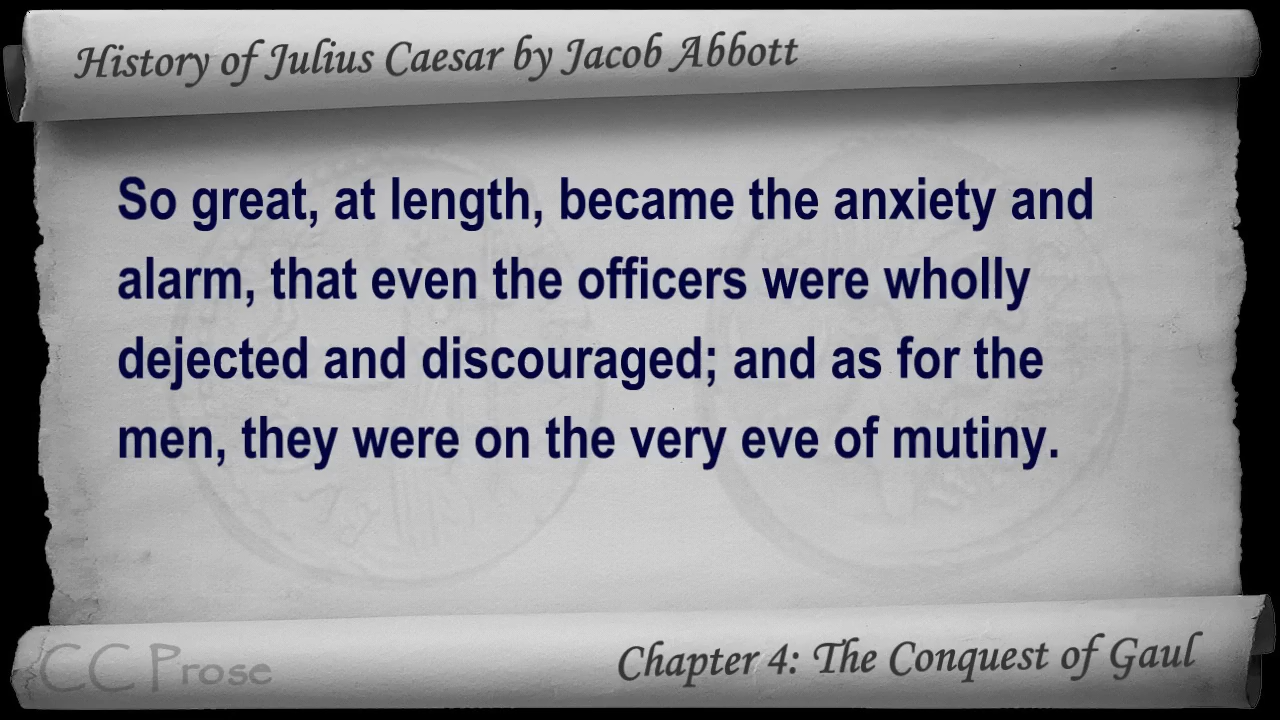 History of Julius Caesar by Jacob Abbott
So great, at length, became the anxiety and
alarm, that even the officers were wholly
dejected and discouraged; and as for the
men, they were on the very eve of mutiny.
CC Prose
Chapter 4: The Conquest of Gaul